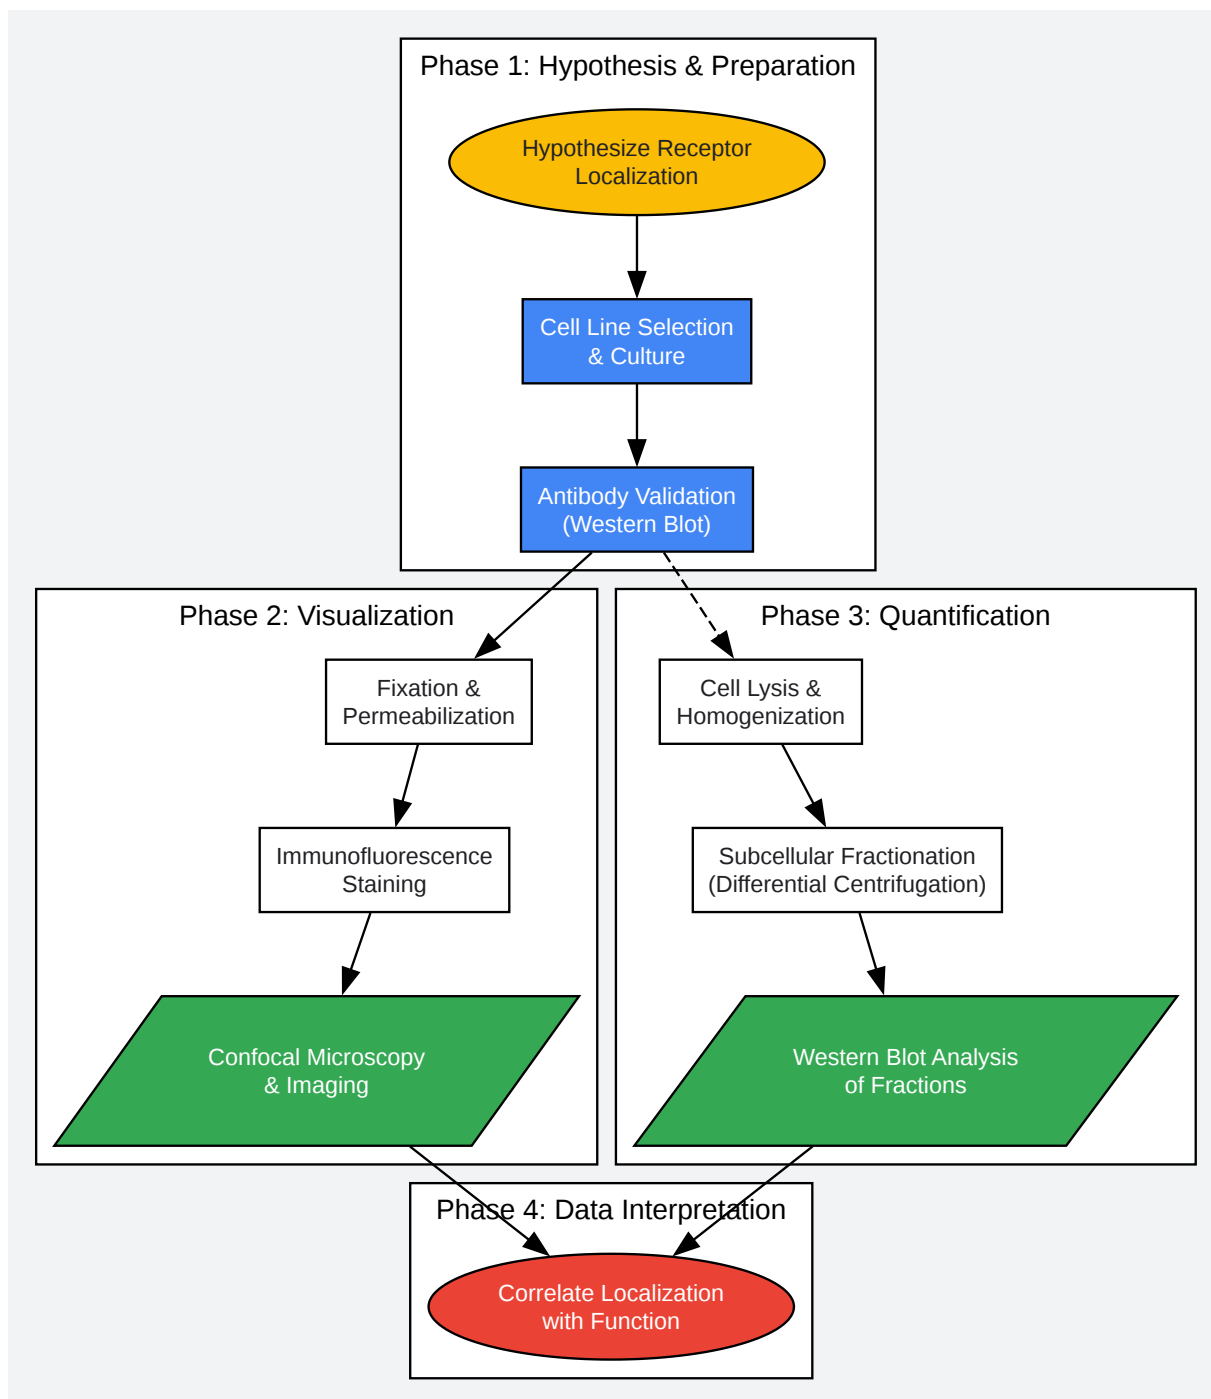 Phase 1: Hypothesis & Preparation
Hypothesize Receptor
Localization
Cell Line Selection
& Culture
Antibody Validation
(Western Blot)
Phase 2: Visualization
Fixation &
Permeabilization
Immunofluorescence
Staining
Confocal Microscopy
& Imaging
Phase 3: Quantification
Cell Lysis &
Homogenization
Subcellular Fractionation
(Differential Centrifugation)
Western Blot Analysis
of Fractions
Phase 4: Data Interpretation
Correlate Localization
with Function